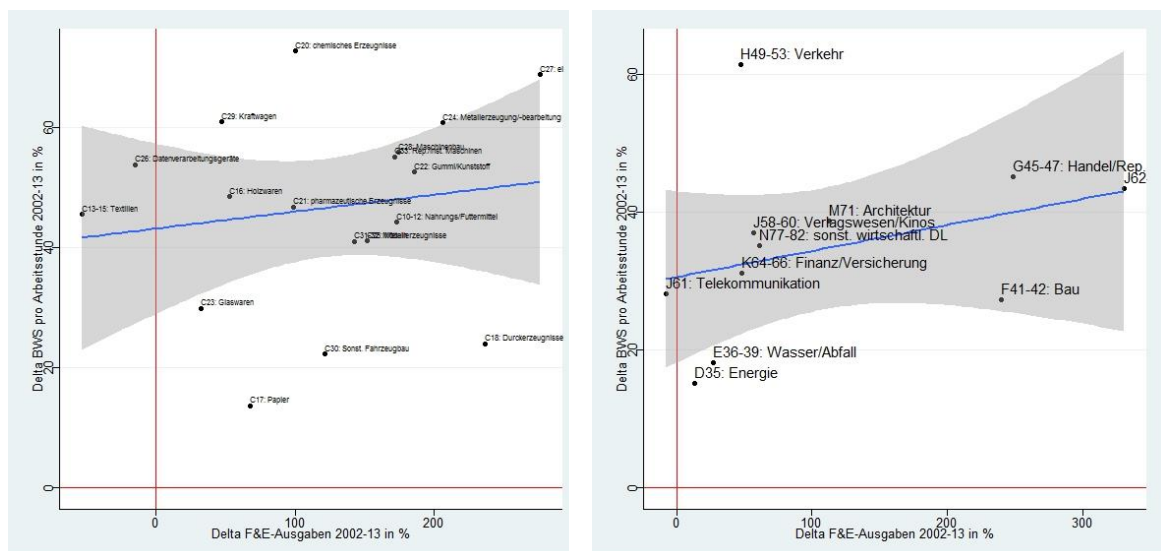 C20: chemisches Erzeugnisse
C27: el
C29: Kraftwagen
C24: Metallerzeugung/-bearbeitung
C28: Maschinenbau
C33: Rep./Inst. Maschinen
C26: Datenverarbeitungsgeräte
C22: Gummi/Kunststoff
C16: Holzwaren
C21: pharmazeutische Erzeugnisse
C13-15: Textilien
C10-12: Nahrungs/Futtermittel
C23: Glaswaren
C30: Sonst. Fahrzeugbau
C18: Durckerzeugnisse
C17: Papier
Delta BWS pro Arbeitsstunde 2002-13 in %
0
20
40
60
0
100
200
Delta F&E-Ausgaben 2002-13 in %
H49-53: Verkehr
G45-47: Handel/Rep.
J62
M71: Architektur
J58-60: Verlagswesen/Kinos
N77-82: sonst. wirtschaftl. DL
K64-66: Finanz/Versicherung
J61: Telekommunikation
F41-42: Bau
E36-39: Wasser/Abfall
D35: Energie
Delta BWS pro Arbeitsstunde 2002-13 in %
0
20
40
60
0
100
200
300
Delta F&E-Ausgaben 2002-13 in %